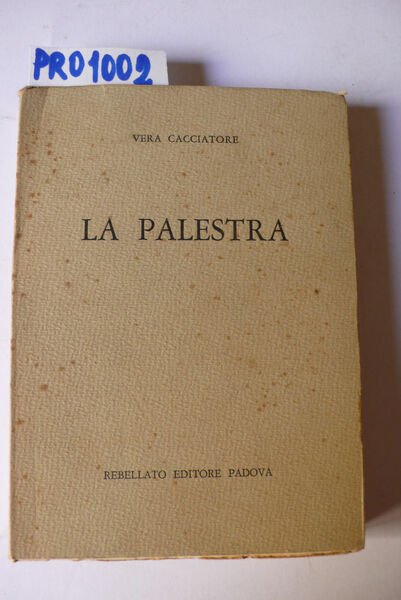 PRO1002
VERA CACCIATORE
LA PALESTRA
REBELLATO EDITORE PADOVA